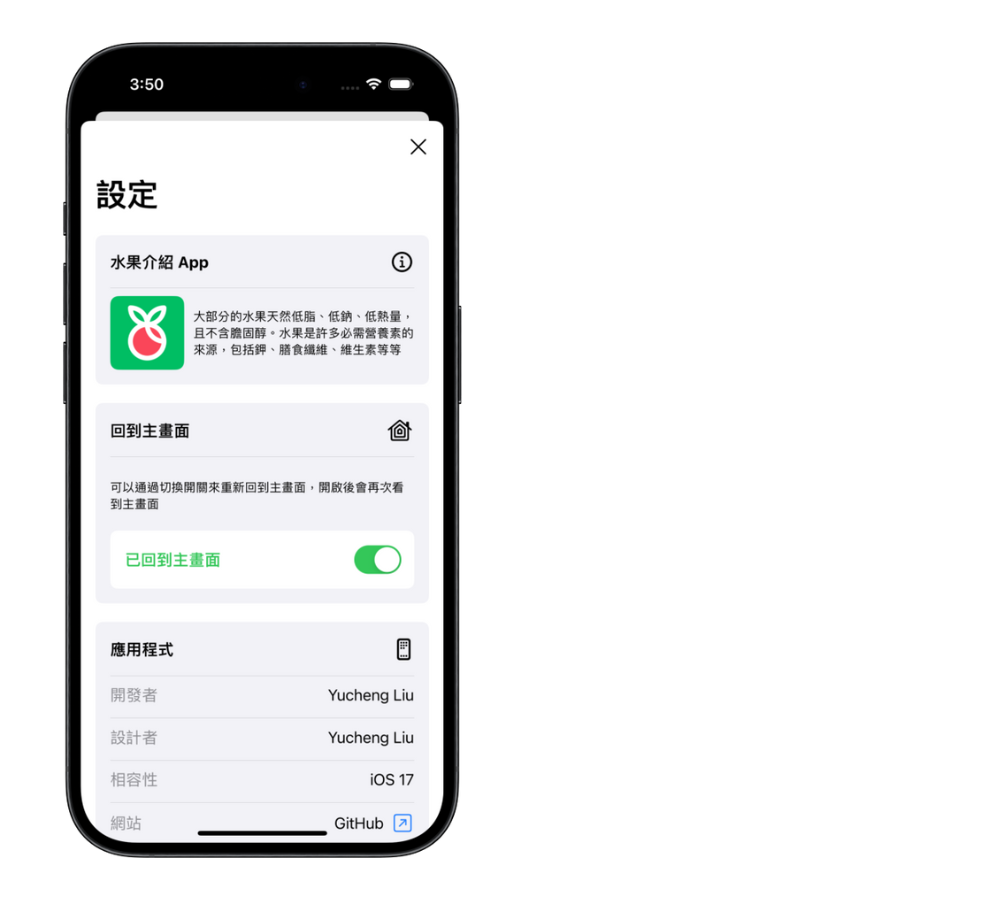 3:50
設定
水果介紹 App
大部分的水果天然低脂、低鈉、低熱量，
且不含膽固醇。水果是許多必需營養素的
來源，包括鉀、膳食纖維、維生素等等
回到主畫面
可以通過切換開關來重新回到主畫面，開啟後會再次看
到主畫面
已回到主畫面
應用程式
開發者 Yucheng Liu
設計者 Yucheng Liu
相容性 iOS 17
網站 GitHub